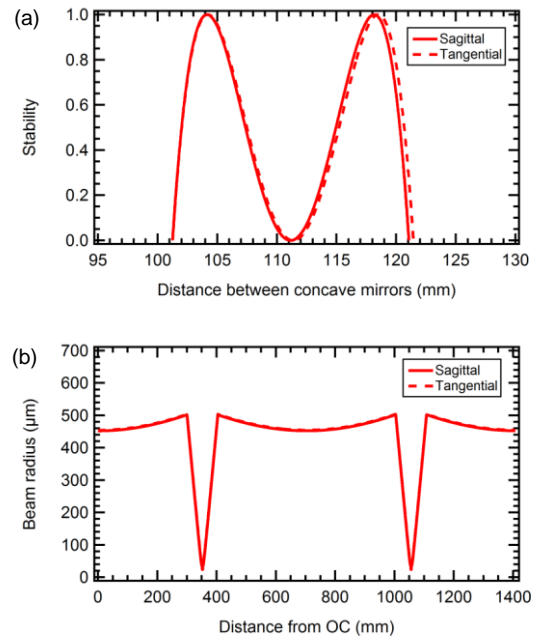 (a)
1.0
0.8
0.6
0.4
0.2
0.0
Stability
Sagittal
Tangential
95 100 105 110 115 120 125 130
Distance between concave mirrors (mm)
(b)
700
600
500
400
300
200
100
0
Beam radius (µm)
Sagittal
Tangential
0 200 400 600 800 1000 1200 1400
Distance from OC (mm)